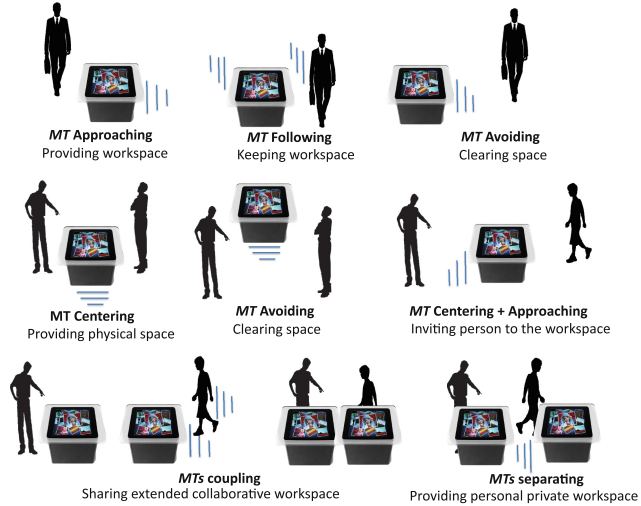 MT Approaching
Providing workspace
MT Following
Keeping workspace
MT Avoiding
Clearing space
MT Centering
Providing physical space
MT Avoiding
Clearing space
MT Centering + Approaching
Inviting person to the workspace
MTs coupling
Sharing extended collaborative workspace
MTs separating
Providing personal private workspace